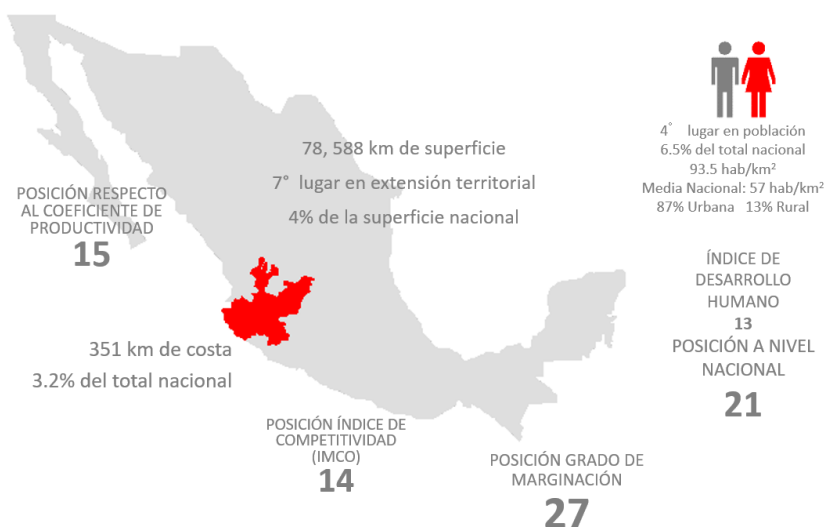 78, 588 km de superficie
7° lugar en extensión territorial
4% de la superficie nacional
4° lugar en población
6.5% del total nacional
93.5 hab/km²
Media Nacional: 57 hab/km²
87% Urbana 13% Rural
POSICIÓN RESPECTO
AL COEFICIENTE DE
PRODUCTIVIDAD
15
ÍNDICE DE
DESARROLLO
HUMANO
13
POSICIÓN A NIVEL
NACIONAL
21
351 km de costa
3.2% del total nacional
POSICIÓN ÍNDICE DE
COMPETITIVIDAD
(IMCO)
14
POSICIÓN GRADO DE
MARGINACIÓN
27